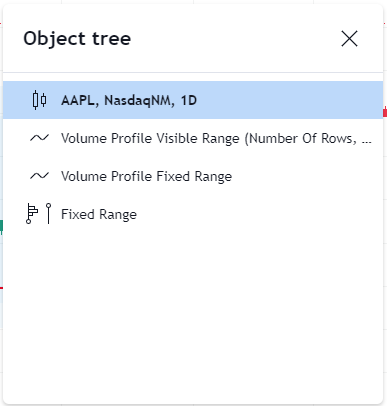 Object tree
AAPL, NasdaqNM, 1D
Volume Profile Visible Range (Number Of Rows, ...
Volume Profile Fixed Range
Fixed Range